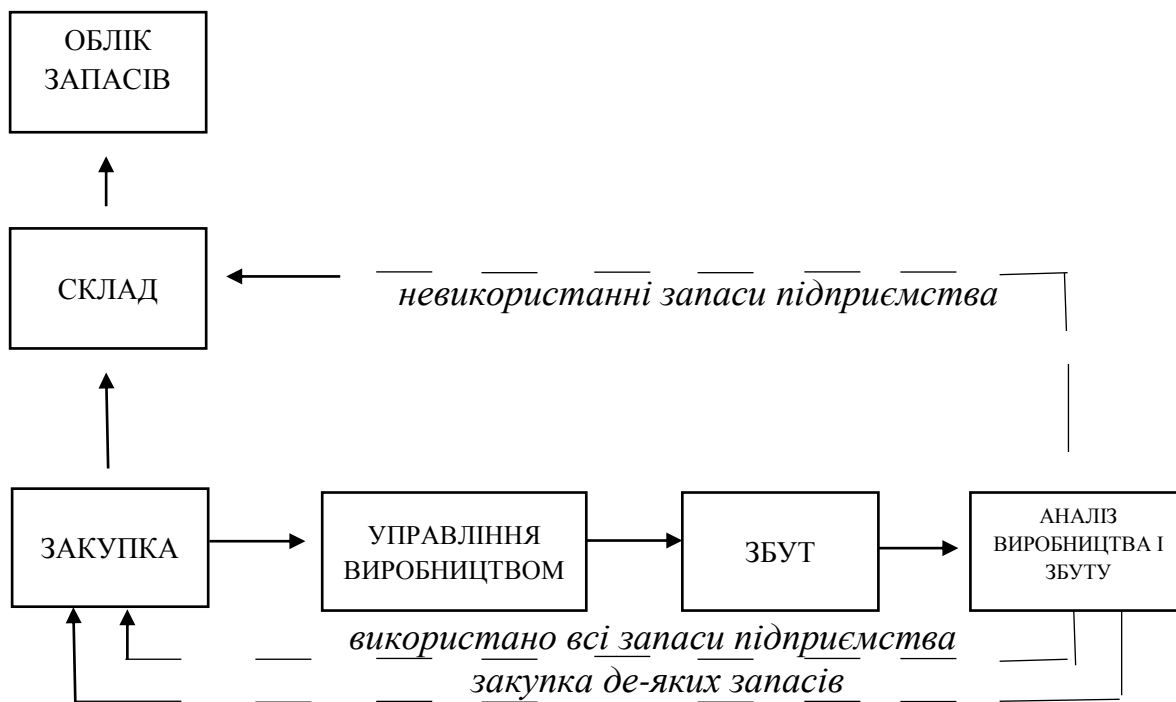 ОБЛІК
ЗАПАСІВ
СКЛАД
невикористанні запаси підприємства
ЗАКУПКА
УПРАВЛІННЯ
ВИРОБНИЦТВОМ
ЗБУТ
АНАЛІЗ
ВИРОБНИЦТВА І
ЗБУТУ
використано всі запаси підприємства
закупка де-яких запасів